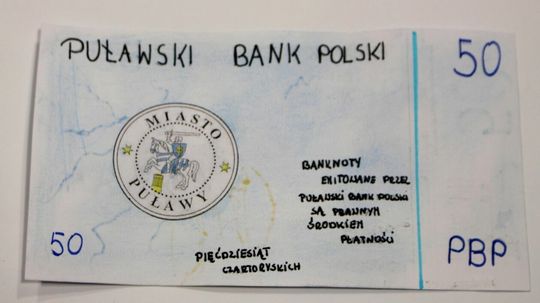 PUŁAWSKI BANK POLSKI
50
MIASTO
PUŁAWY
BANKNOTY
EMITOWANE PRZEZ
PUŁAWSKI BANK POLSKI
SĄ PRAWNYM
ŚRODKIEM
PŁATNOŚCI
50
PIĘĆDZIESIĄT
CZARTORYSKICH
PBP